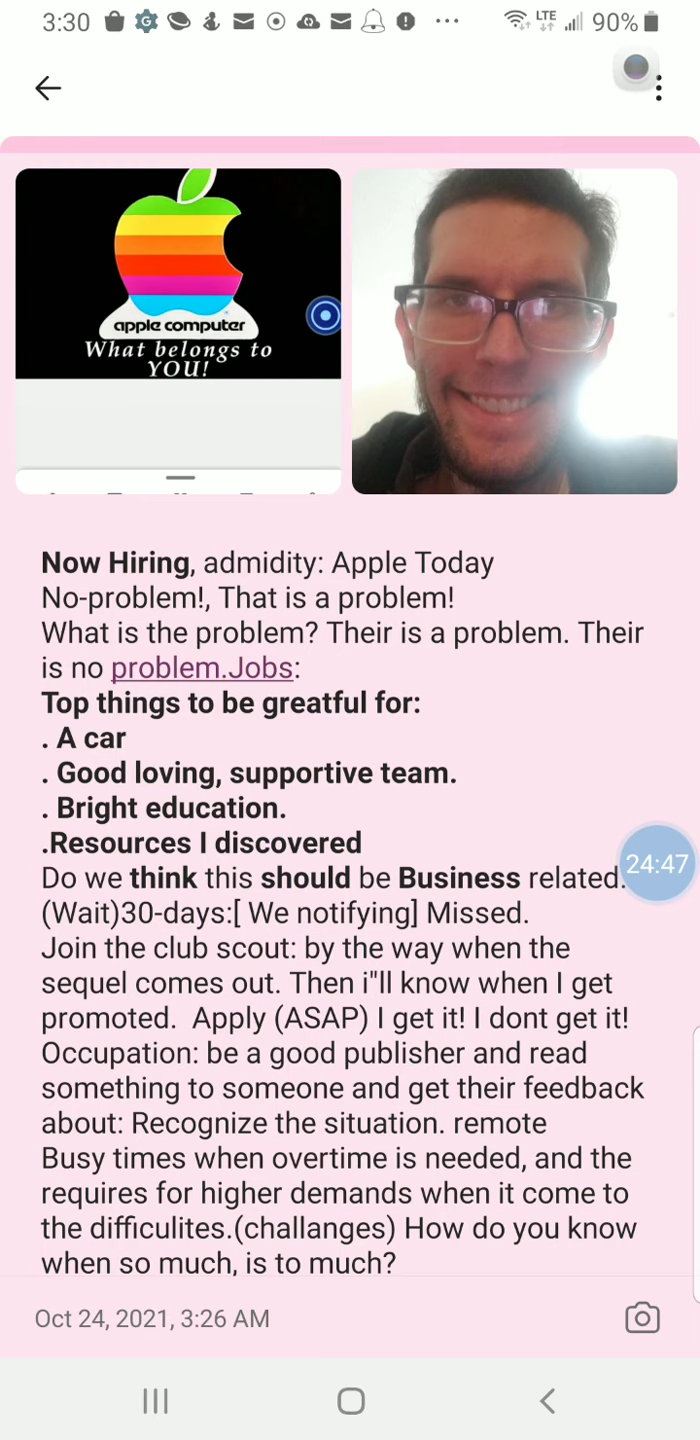 3:30
LTE
90%
apple computer
What belongs to
YOU!
Now Hiring, admidity: Apple Today
No-problem!, That is a problem!
What is the problem? Their is a problem. Their
is no problem.Jobs:
Top things to be greatful for:
. A car
. Good loving, supportive team.
. Bright education.
.Resources I discovered
24:47
Do we think this should be Business related.
(Wait)30-days:[ We notifying] Missed.
Join the club scout: by the way when the
sequel comes out. Then i"ll know when I get
promoted.  Apply (ASAP) I get it! I dont get it!
Occupation: be a good publisher and read
something to someone and get their feedback
about: Recognize the situation. remote
Busy times when overtime is needed, and the
requires for higher demands when it come to
the difficulites.(challanges) How do you know
when so much, is to much?
Oct 24, 2021, 3:26 AM